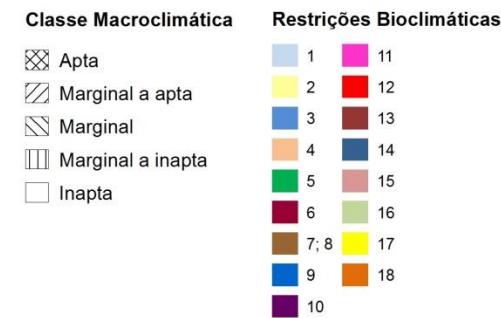 Classe Macroclimática
Apta
Marginal a apta
Marginal
Marginal a inapta
Inapta
Restrições Bioclimáticas
1
2
3
4
5
6
7; 8
9
10
11
12
13
14
15
16
17
18